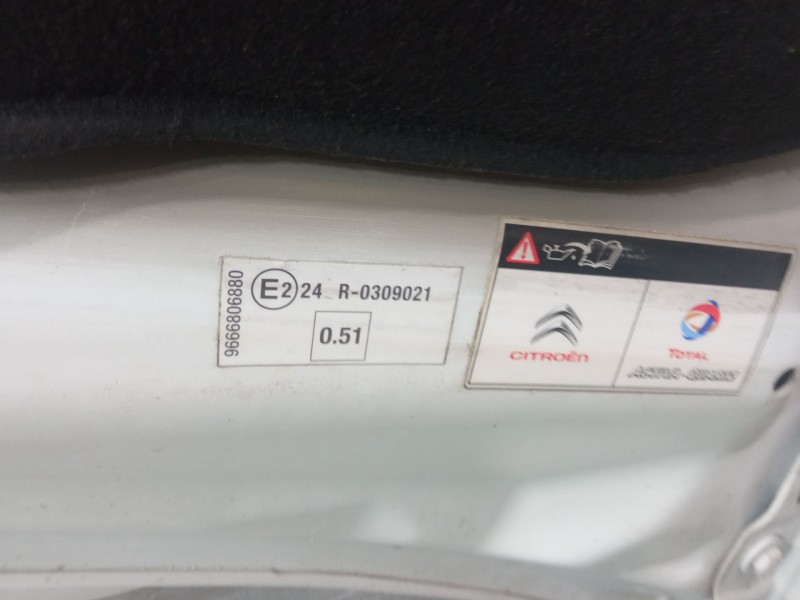 9666806880
E2 24 R-0309021
0.51
CITROËN
TOTAL